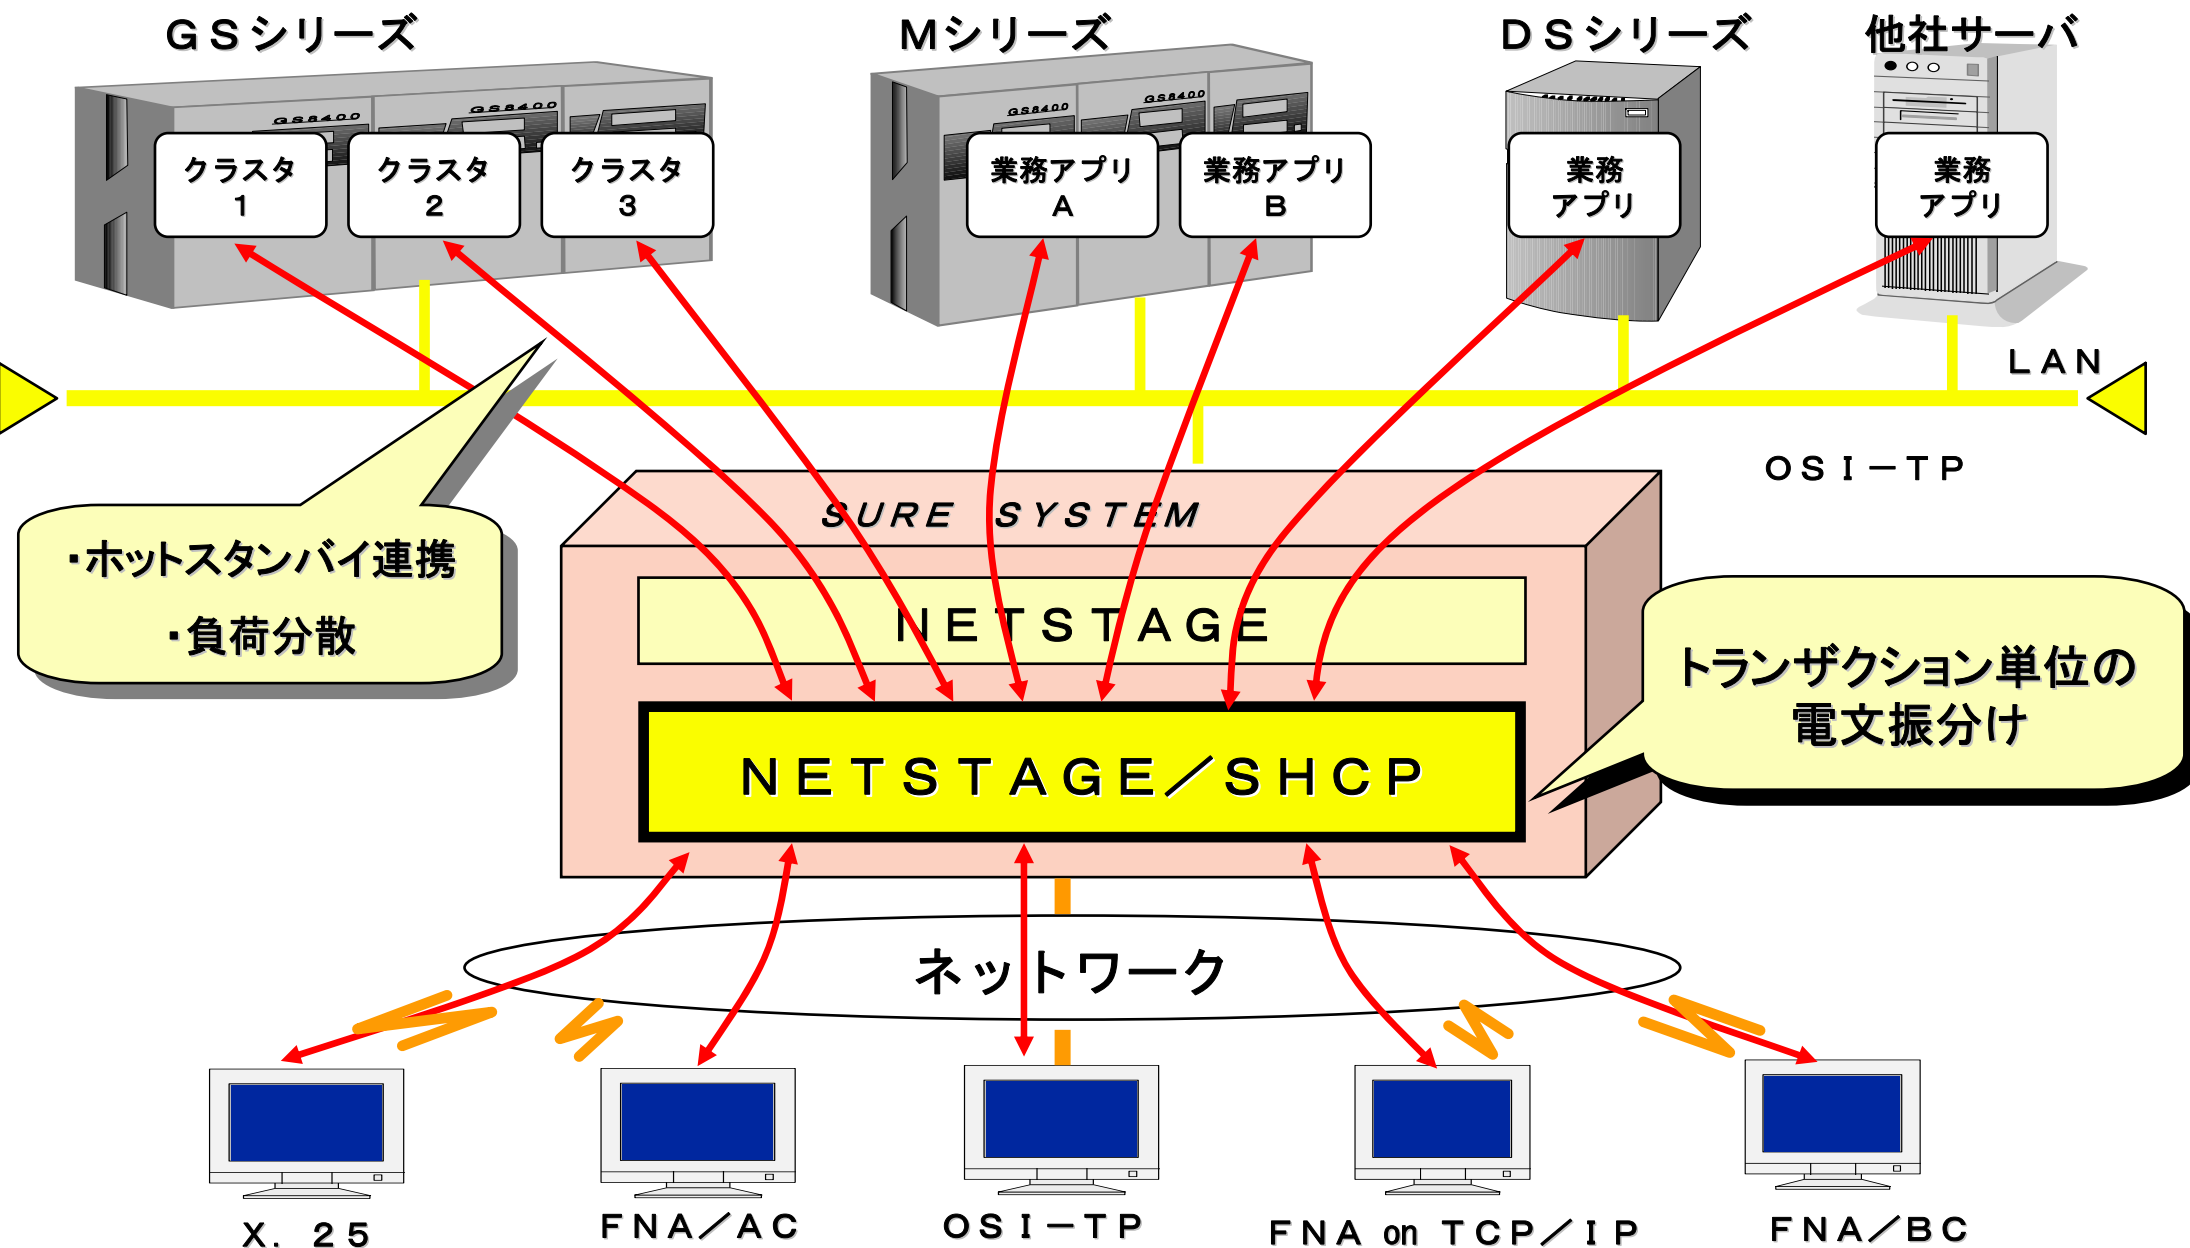 ＧＳシリーズ
Ｍシリーズ
ＤＳシリーズ
他社サーバ
GS8400
GS8400
GS8400
GS8400
クラスタ
１
クラスタ
２
クラスタ
３
業務アプリ
Ａ
業務アプリ
Ｂ
業務
アプリ
業務
アプリ
ＬＡＮ
ＯＳＩ－ＴＰ
ＳＵＲＥ　ＳＹＳＴＥＭ
・ホットスタンバイ連携
・負荷分散
ＮＥＴＳＴＡＧＥ
トランザクション単位の
電文振分け
ＮＥＴＳＴＡＧＥ／ＳＨＣＰ
ネットワーク
Ｘ．２５
ＦＮＡ／ＡＣ
ＯＳＩ－ＴＰ
ＦＮＡ on ＴＣＰ／ＩＰ
ＦＮＡ／ＢＣ